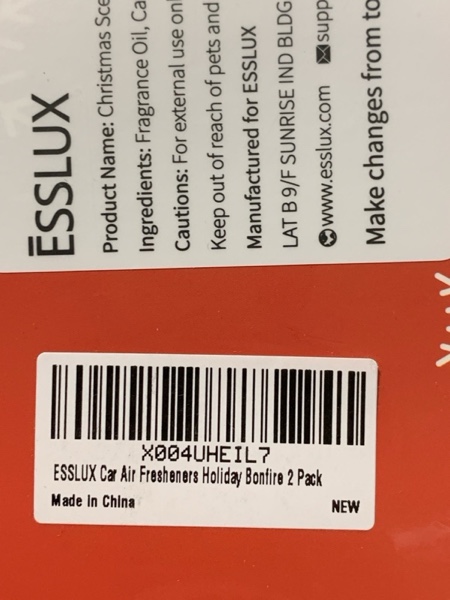 ESSLUX
Product Name: Christmas Sce
Ingredients: Fragrance Oil, Ca
Cautions: For external use onl
Keep out of reach of pets and
Manufactured for ESSLUX
LAT B 9/F SUNRISE IND BLDG
www.esslux.com supp
Make changes from to
X004UHEIL7
ESSLUX Car Air Fresheners Holiday Bonfire 2 Pack
Made in China NEW